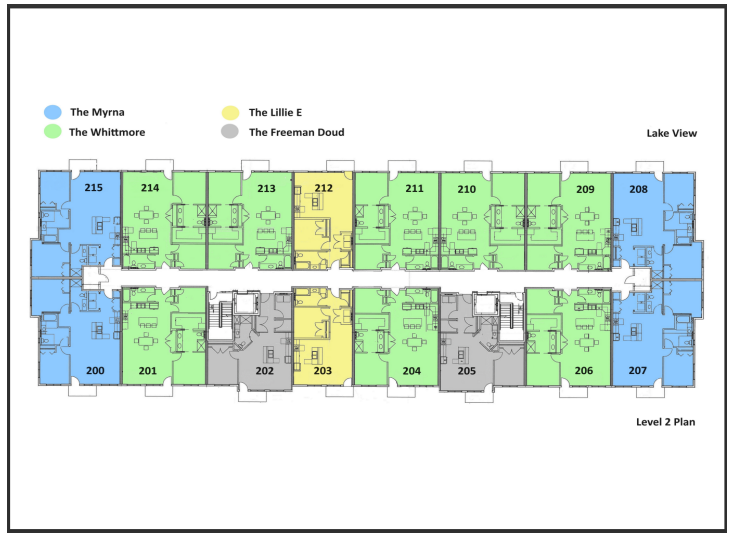 The Myrna The Lillie E
The Whittmore The Freeman Doud
Lake View
215 214 213 212 211 210 209 208
200 201 202 203 204 205 206 207
Level 2 Plan